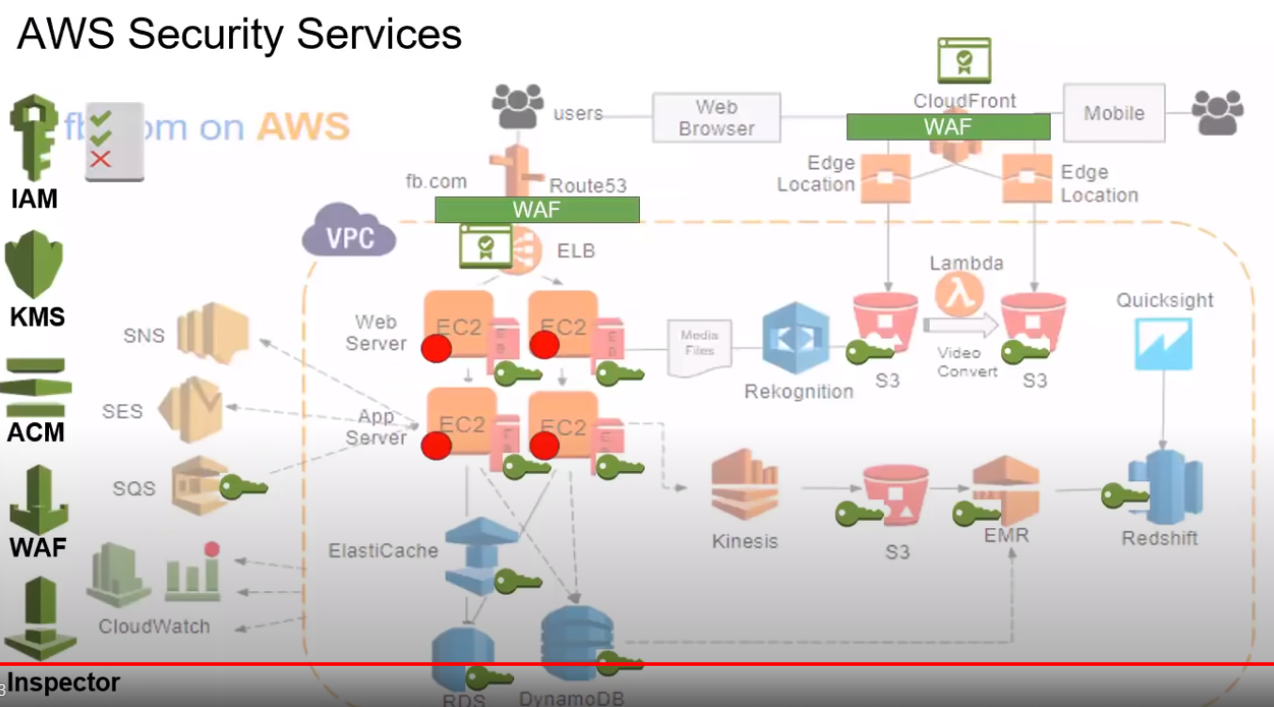 AWS Security Services
fb
om on AWS
IAM
KMS
ACM
WAF
Inspector
users
Web
Browser
CloudFront
WAF
Mobile
Edge
Location
Edge
Location
fb.com
Route53
WAF
VPC
ELB
Web
Server
EC2
EC2
Media
Files
Rekognition
S3
Lambda
Video
Convert
S3
Quicksight
SNS
SES
SQS
App
Server
EC2
EC2
Kinesis
S3
EMR
Redshift
ElastiCache
CloudWatch
RDS
DynamoDB
3